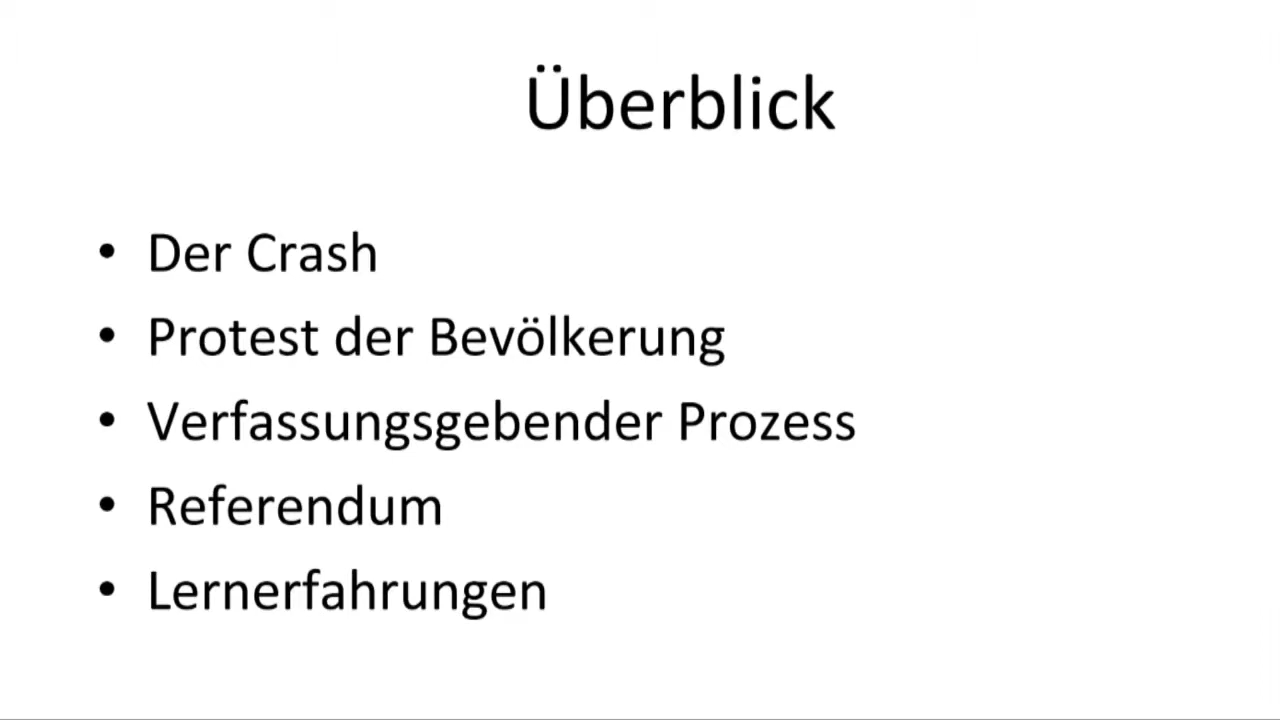 Überblick
• Der Crash
• Protest der Bevölkerung
• Verfassungsgebender Prozess
• Referendum
• Lernerfahrungen